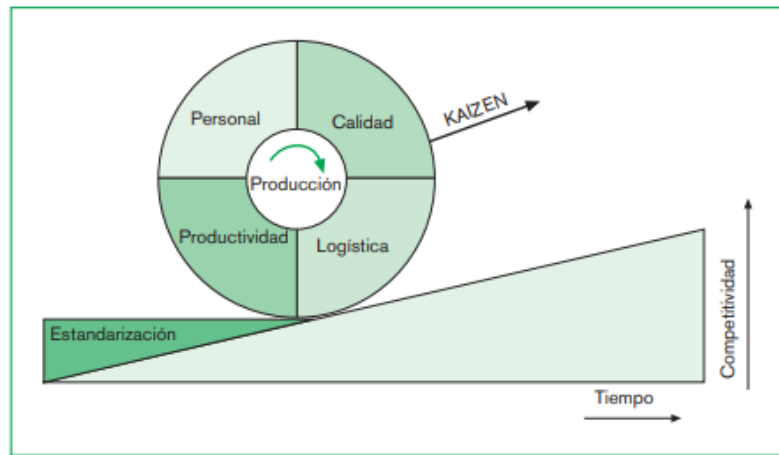 Personal
Calidad
KAIZEN
Producción
Productividad
Logística
Estandarización
Competitividad
Tiempo